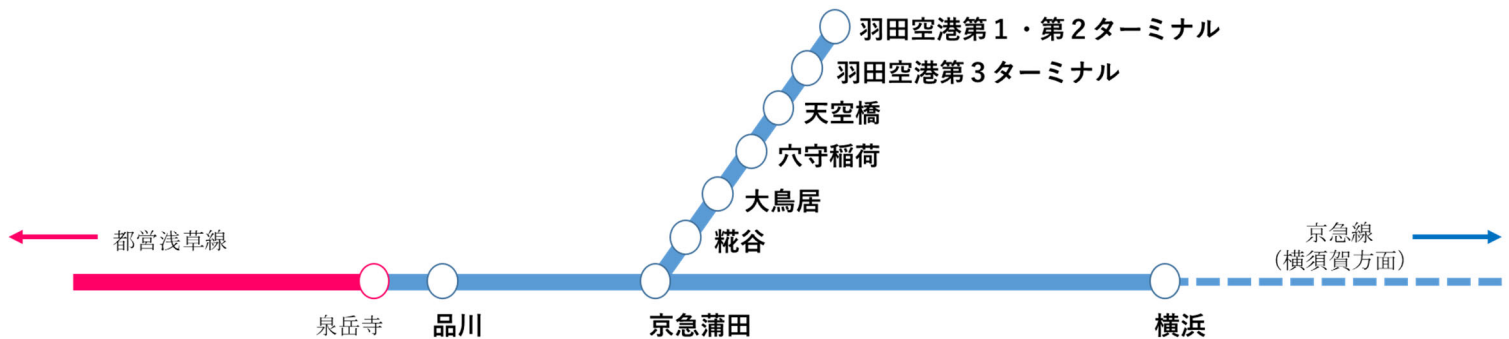 羽田空港第１・第２ターミナル
羽田空港第３ターミナル
天空橋
穴守稲荷
大鳥居
糀谷
都営浅草線
京急線
（横須賀方面）
泉岳寺
品川
京急蒲田
横浜